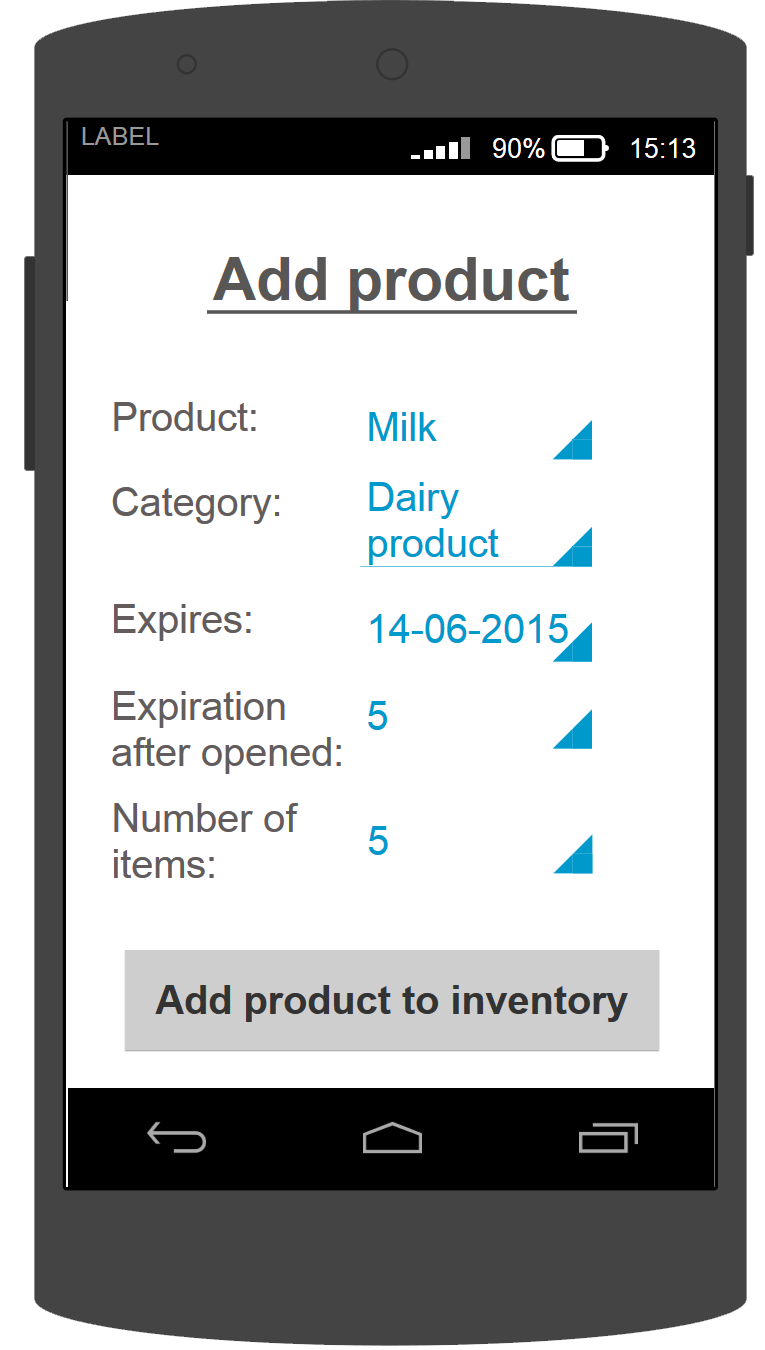 LABEL
90% 15:13
Add product
Product: Milk
Category: Dairy
product
Expires: 14-06-2015
Expiration
after opened: 5
Number of
items: 5
Add product to inventory